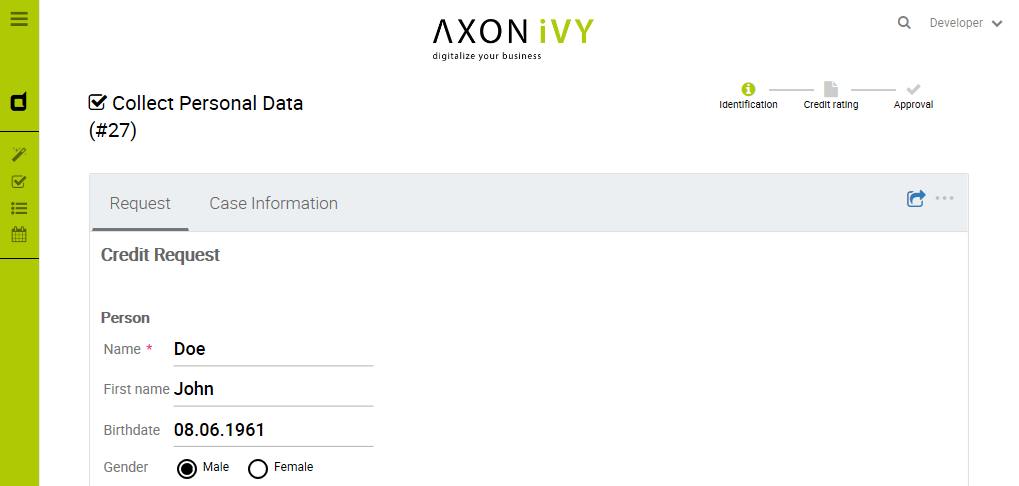 AXON iVY
digitalize your business
Developer
Collect Personal Data
(#27)
Identification
Credit rating
Approval
Request
Case Information
Credit Request
Person
Name * Doe
First name John
Birthdate 08.06.1961
Gender Male Female